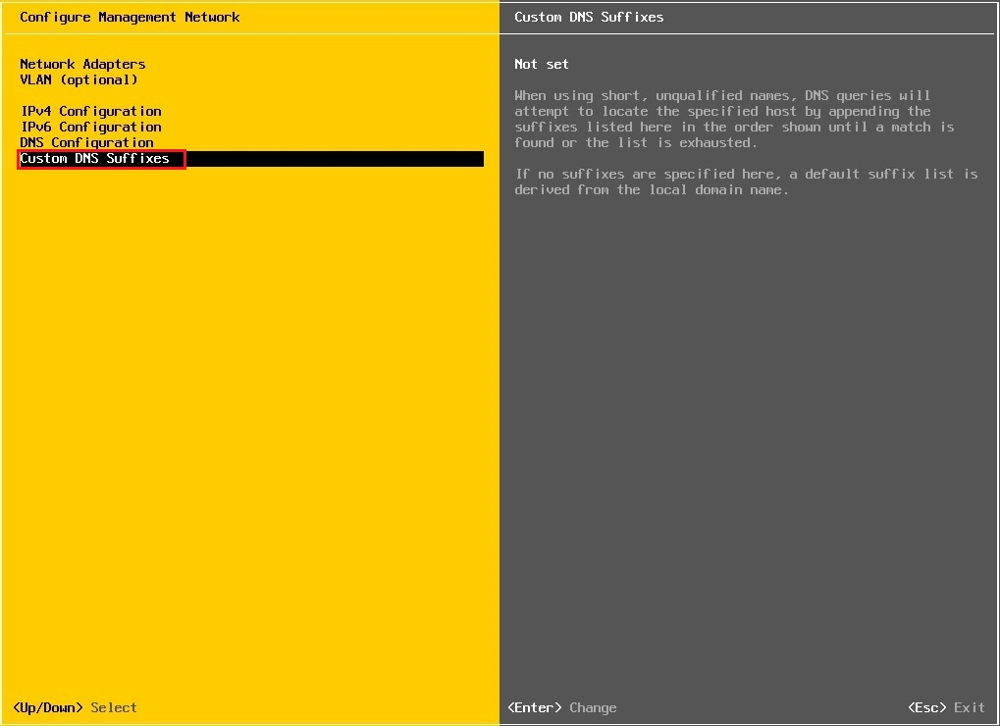 Configure Management Network
Network Adapters
VLAN (optional)
IPv4 Configuration
IPv6 Configuration
DNS Configuration
Custom DNS Suffixes
<Up/Down> Select
Custom DNS Suffixes
Not set
When using short, unqualified names, DNS queries will
attempt to locate the specified host by appending the
suffixes listed here in the order shown until a match is
found or the list is exhausted.
If no suffixes are specified here, a default suffix list is
derived from the local domain name.
<Enter> Change
<Esc> Exit